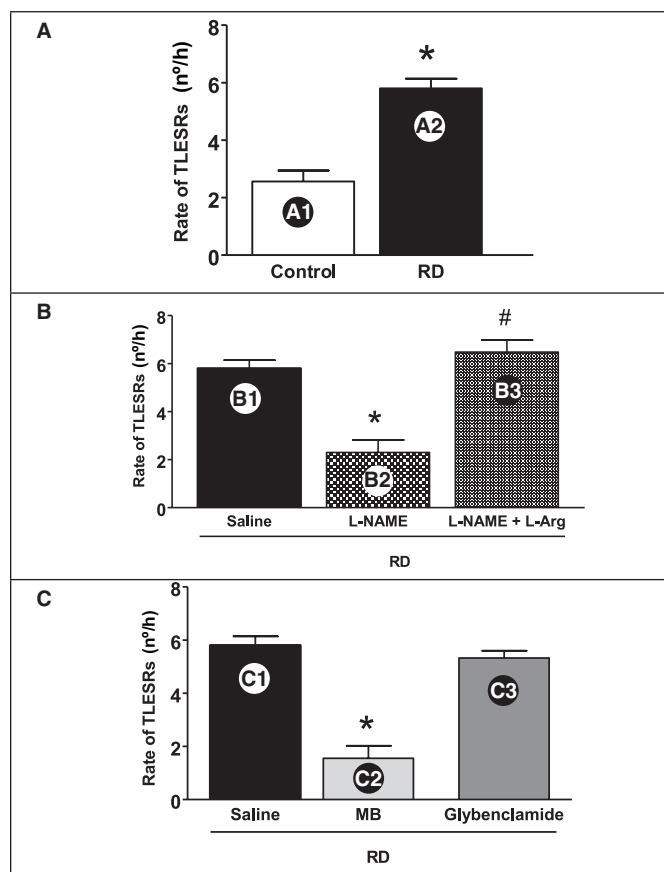 A
Rate of TLESRs (nº/h)
8
6
4
2
0
*
A1
A2
Control RD
B
Rate of TLESRs (nº/h)
8
6
4
2
0
*
#
B1
B2
B3
Saline L-NAME L-NAME + L-Arg
RD
C
Rate of TLESRs (nº/h)
8
6
4
2
0
*
C1
C2
C3
Saline MB Glybenclamide
RD